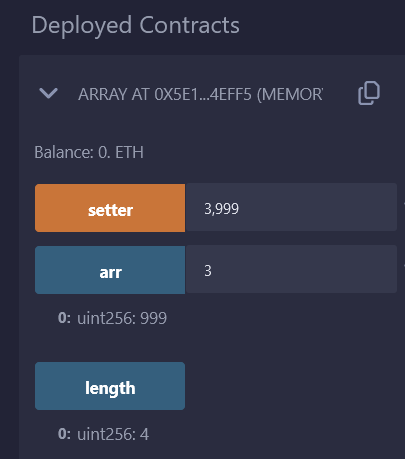 Deployed Contracts
ARRAY AT 0X5E1...4EFF5 (MEMORY
Balance: 0. ETH
setter 3,999
arr 3
0: uint256: 999
length
0: uint256: 4